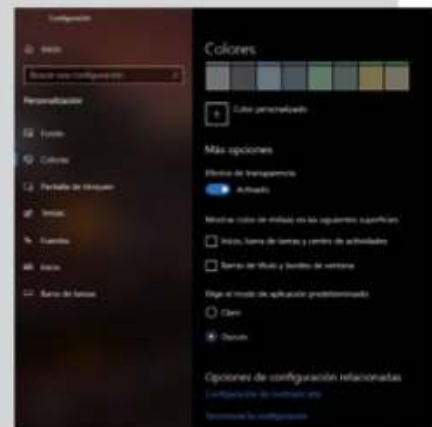 Configuración
Inicio
Buscar una configuración
Personalización
Fondo
Colores
Pantalla de bloqueo
Temas
Fuentes
Inicio
Barra de tareas
Colores
Color personalizado
Más opciones
Efectos de transparencia
Activado
Mostrar color de énfasis en las siguientes superficies
Inicio, barra de tareas y centro de actividades
Barras de título y bordes de ventana
Elige el modo de aplicación predeterminado
Claro
Oscuro
Opciones de configuración relacionadas
Configuración de contraste alto
Sincronizar la configuración